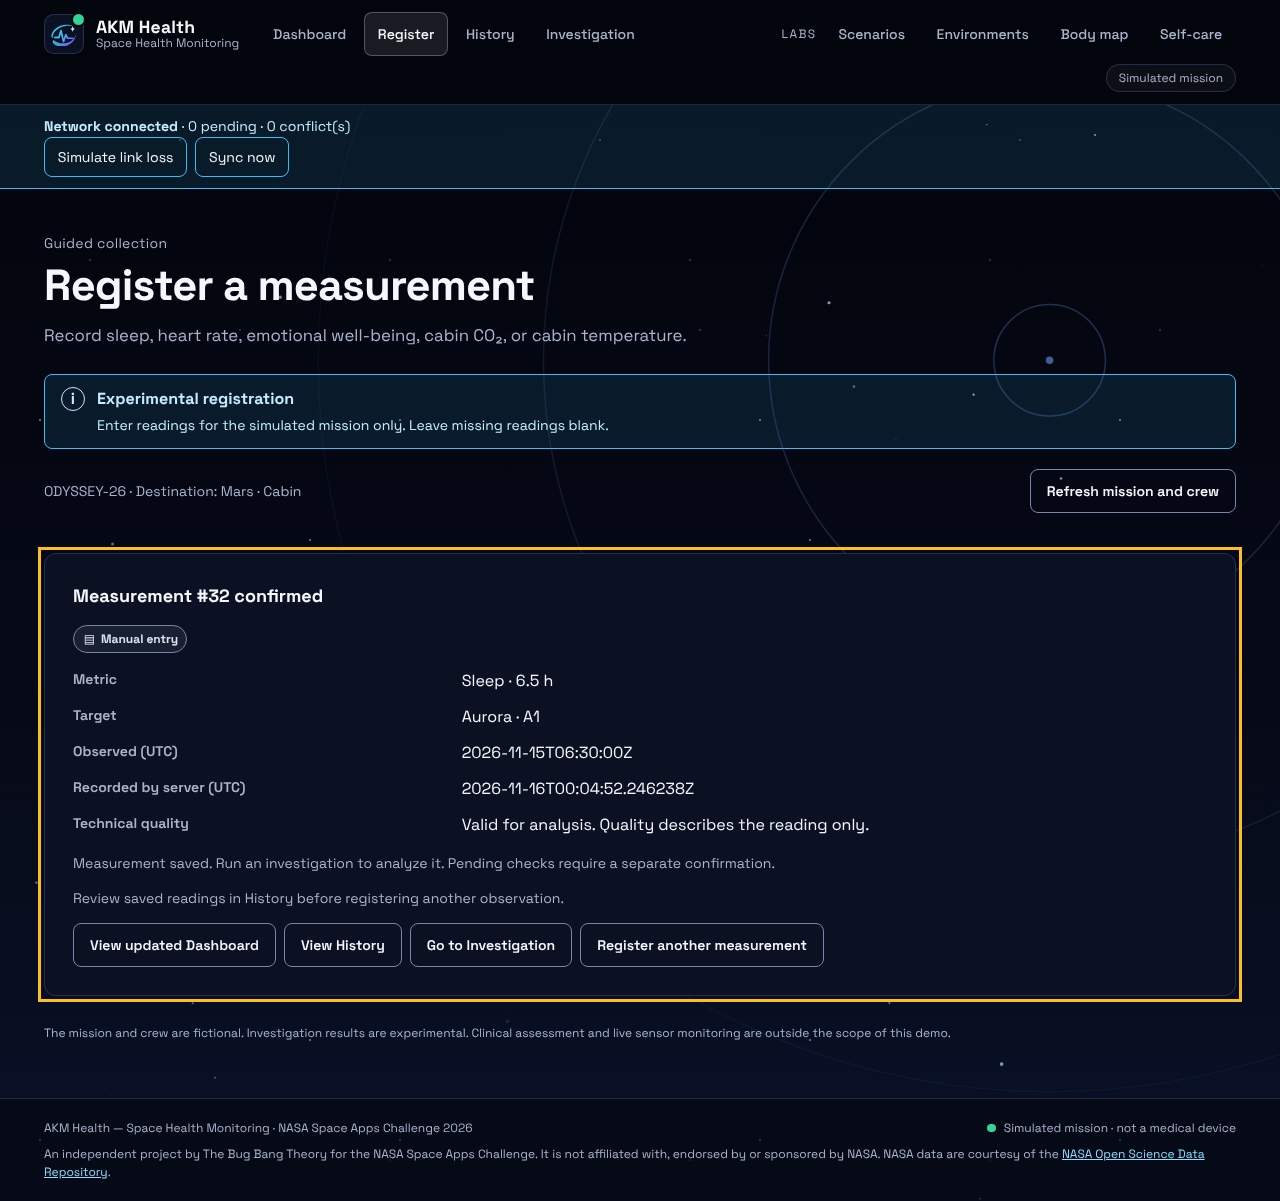 AKM Health
Space Health Monitoring
Dashboard
Register
History
Investigation
LABS
Scenarios
Environments
Body map
Self-care
Simulated mission
Network connected · 0 pending · 0 conflict(s)
Simulate link loss
Sync now
Guided collection
Register a measurement
Record sleep, heart rate, emotional well-being, cabin CO₂, or cabin temperature.
Experimental registration
Enter readings for the simulated mission only. Leave missing readings blank.
ODYSSEY-26 · Destination: Mars · Cabin
Refresh mission and crew
Measurement #32 confirmed
Manual entry
Metric
Sleep · 6.5 h
Target
Aurora · A1
Observed (UTC)
2026-11-15T06:30:00Z
Recorded by server (UTC)
2026-11-16T00:04:52.246238Z
Technical quality
Valid for analysis. Quality describes the reading only.
Measurement saved. Run an investigation to analyze it. Pending checks require a separate confirmation.
Review saved readings in History before registering another observation.
View updated Dashboard
View History
Go to Investigation
Register another measurement
The mission and crew are fictional. Investigation results are experimental. Clinical assessment and live sensor monitoring are outside the scope of this demo.
AKM Health — Space Health Monitoring · NASA Space Apps Challenge 2026
Simulated mission · not a medical device
An independent project by The Bug Bang Theory for the NASA Space Apps Challenge. It is not affiliated with, endorsed by or sponsored by NASA. NASA data are courtesy of the NASA Open Science Data
Repository.